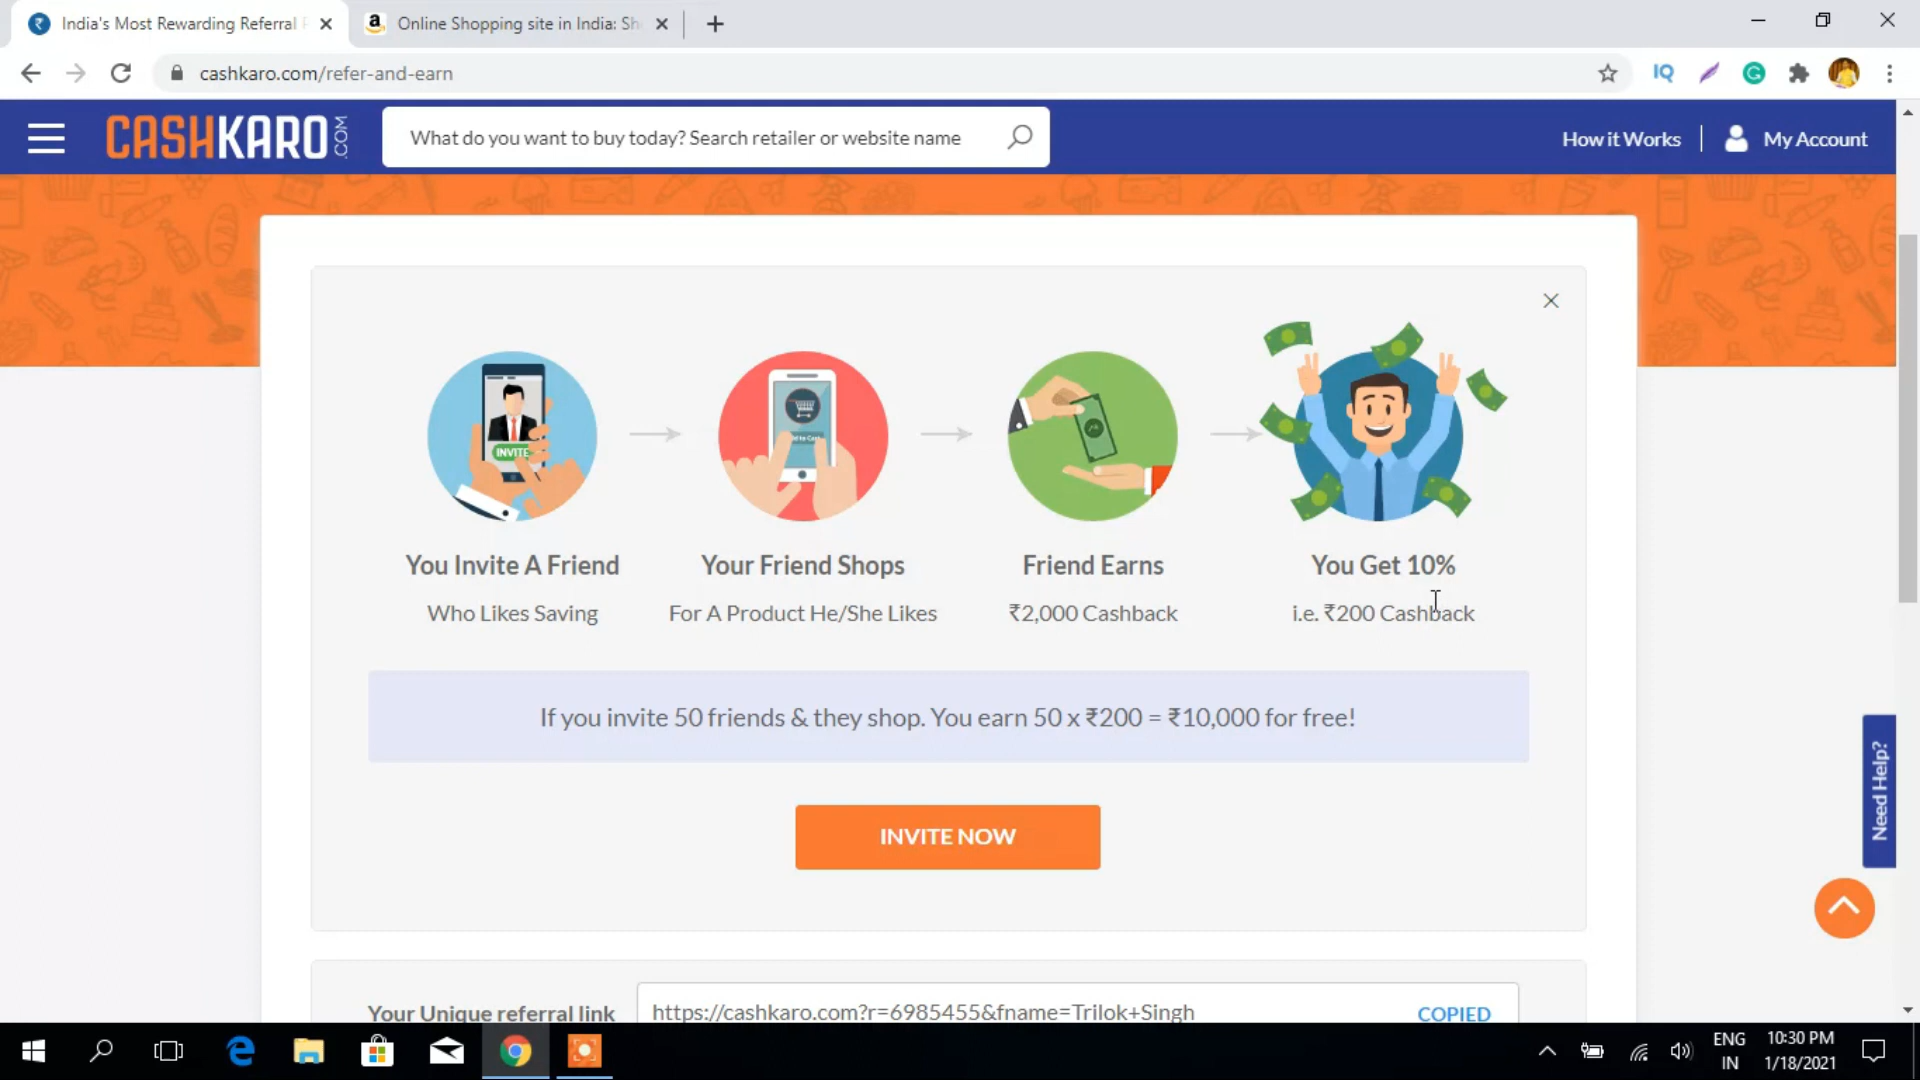 India's Most Rewarding Referral
Online Shopping site in India: Sh
cashkaro.com/refer-and-earn
IQ
CASHKARO.COM
What do you want to buy today? Search retailer or website name
How it Works
My Account
INVITE
You Invite A Friend
Who Likes Saving
Your Friend Shops
For A Product He/She Likes
Friend Earns
₹2,000 Cashback
You Get 10%
i.e. ₹200 Cashback
If you invite 50 friends & they shop. You earn 50 x ₹200 = ₹10,000 for free!
INVITE NOW
Need Help?
Your Unique referral link
https://cashkaro.com?r=6985455&fname=Trilok+Singh
COPIED
ENG
IN
10:30 PM
1/18/2021